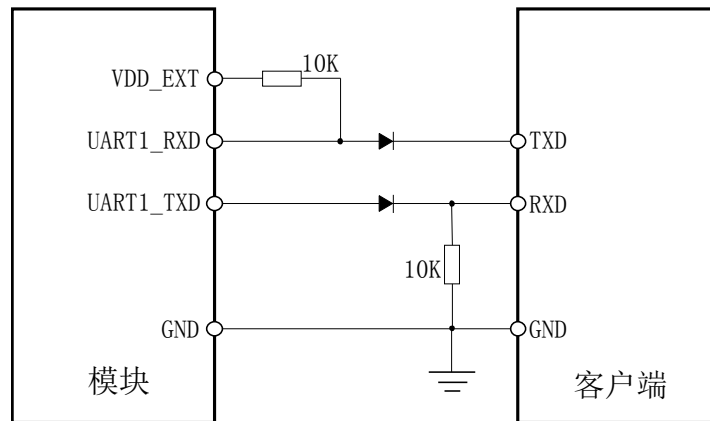 10K
VDD_EXT
UART1_RXD
TXD
UART1_TXD
RXD
10K
GND
GND
模块
客户端